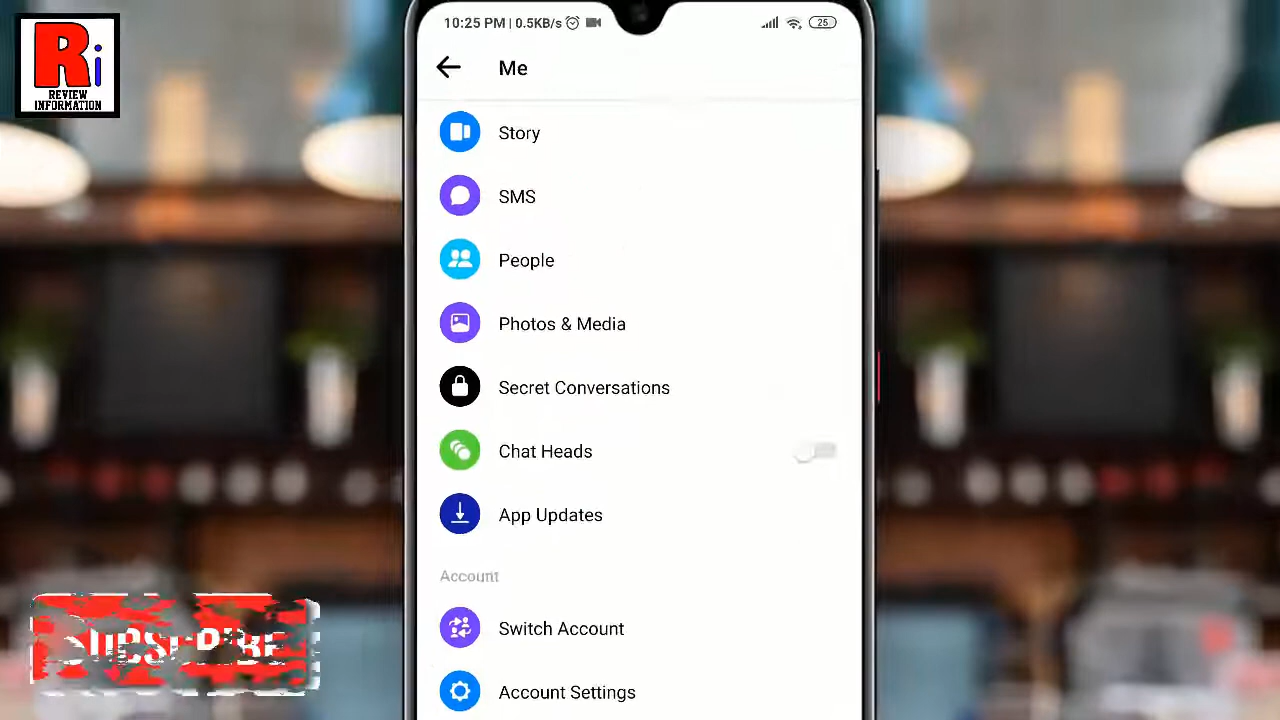 Ri
REVIEW
INFORMATION
10:25 PM | 0.5KB/s
25
Me
Story
SMS
People
Photos & Media
Secret Conversations
Chat Heads
App Updates
Account
Switch Account
Account Settings
SUBSCRIBE